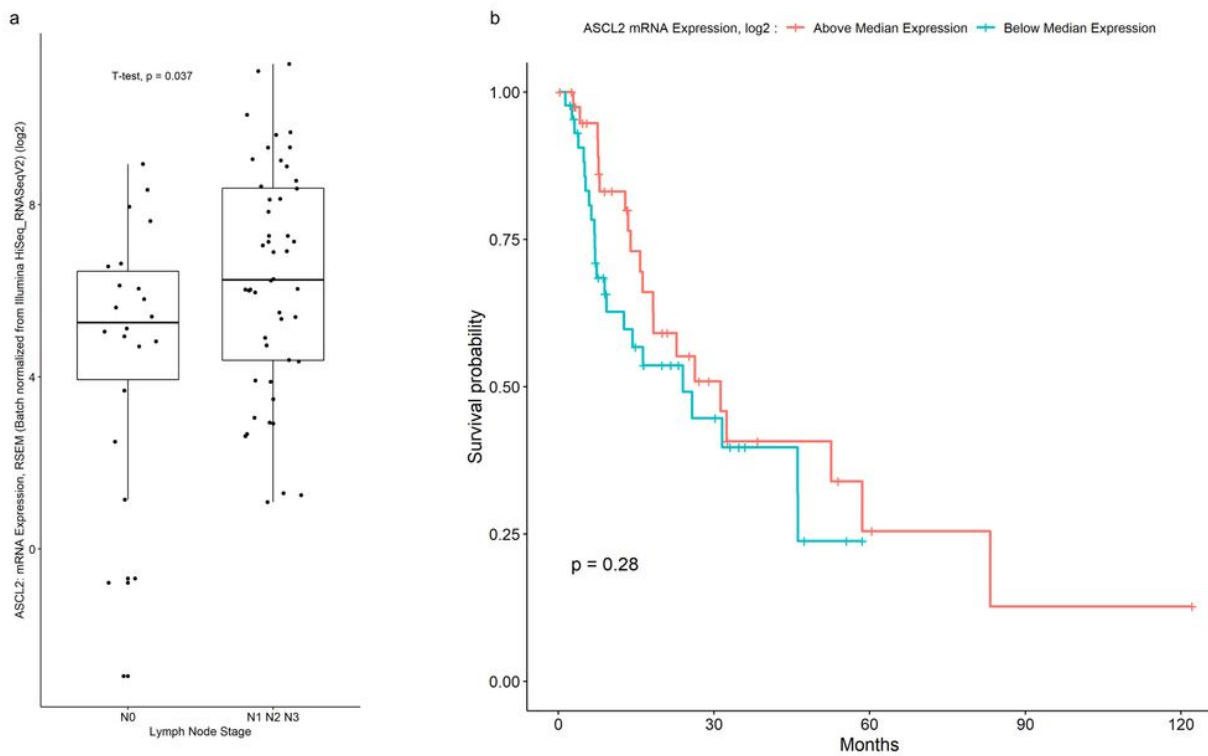 a
T-test, p = 0.037
ASCL2: mRNA Expression, RSEM (Batch normalized from Illumina HiSeq_RNASeqV2) (log2)
8
4
0
N0
N1 N2 N3
Lymph Node Stage
b
ASCL2 mRNA Expression, log2 : Above Median Expression Below Median Expression
Survival probability
1.00
0.75
0.50
0.25
0.00
p = 0.28
0 30 60 90 120
Months